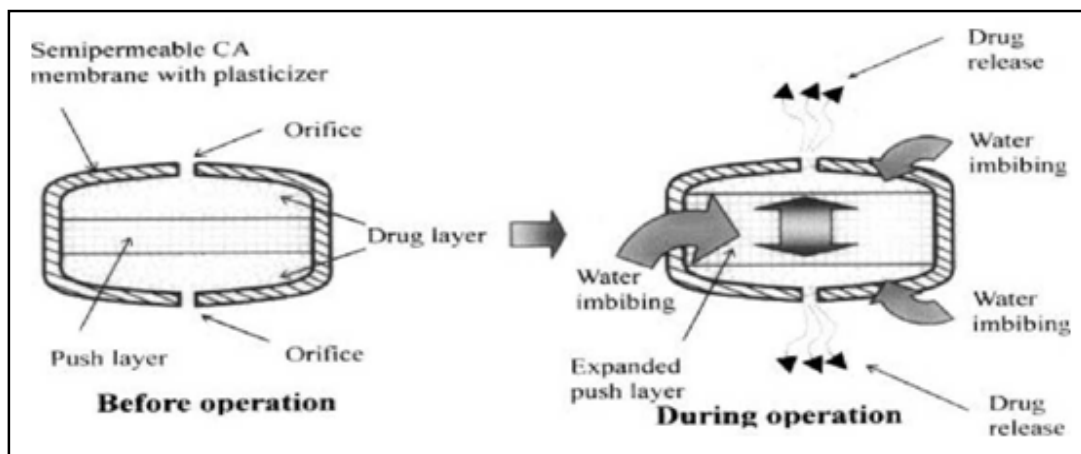 Semipermeable CA
membrane with plasticizer
Orifice
Drug layer
Push layer
Orifice
Before operation
Drug
release
Water
imbibing
Water
imbibing
Water
imbibing
Expanded
push layer
Drug
release
During operation